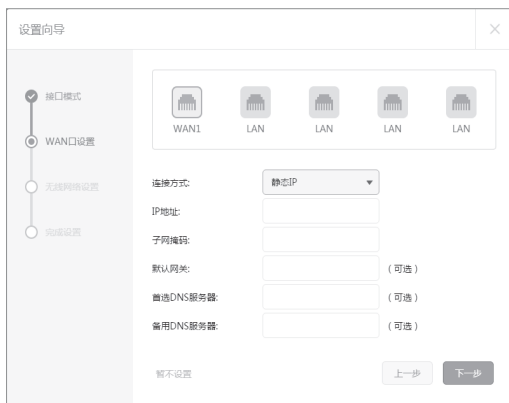 设置向导
接口模式
WAN口设置
无线网络设置
完成设置
WAN1 LAN LAN LAN LAN
连接方式: 静态IP
IP地址:
子网掩码:
默认网关: (可选)
首选DNS服务器: (可选)
备用DNS服务器: (可选)
暂不设置 上一步 下一步